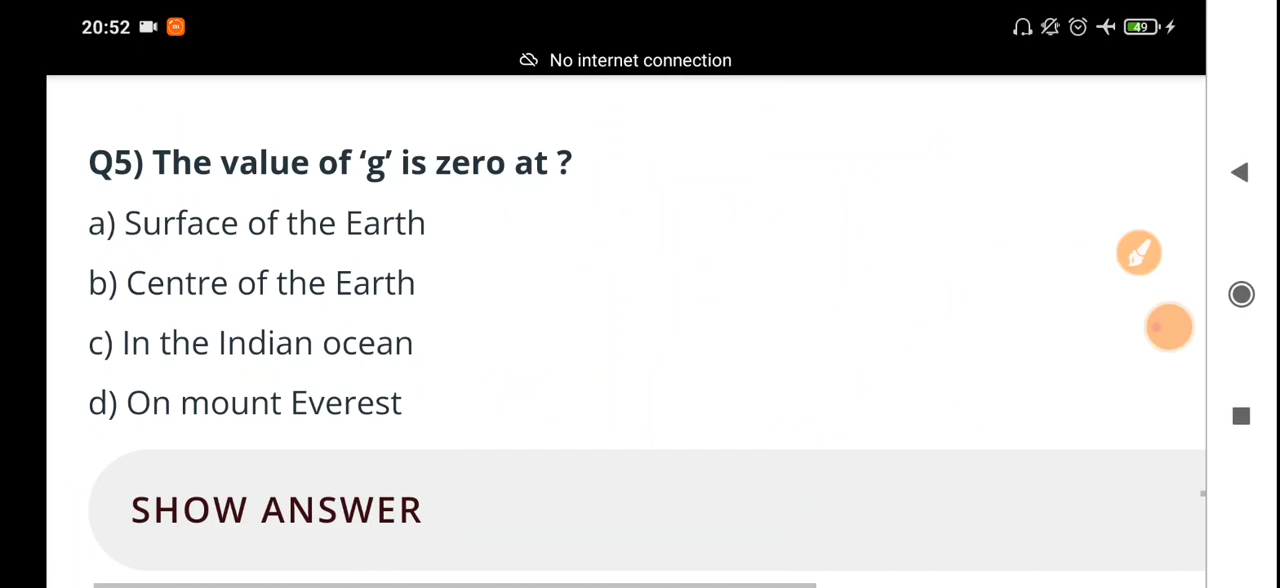 20:52
49
No internet connection
Q5) The value of ‘g’ is zero at ?
a) Surface of the Earth
b) Centre of the Earth
c) In the Indian ocean
d) On mount Everest
SHOW ANSWER